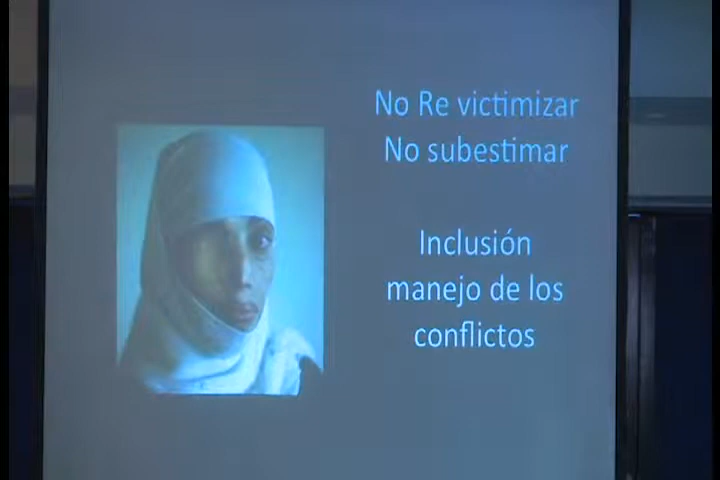 No Re victimizar
No subestimar
Inclusión
manejo de los
conflictos